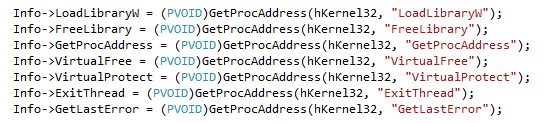 Info->LoadLibraryW = (PVOID)GetProcAddress(hKernel32, "LoadLibraryW");
Info->FreeLibrary = (PVOID)GetProcAddress(hKernel32, "FreeLibrary");
Info->GetProcAddress = (PVOID)GetProcAddress(hKernel32, "GetProcAddress");
Info->VirtualFree = (PVOID)GetProcAddress(hKernel32, "VirtualFree");
Info->VirtualProtect = (PVOID)GetProcAddress(hKernel32, "VirtualProtect");
Info->ExitThread = (PVOID)GetProcAddress(hKernel32, "ExitThread");
Info->GetLastError = (PVOID)GetProcAddress(hKernel32, "GetLastError");